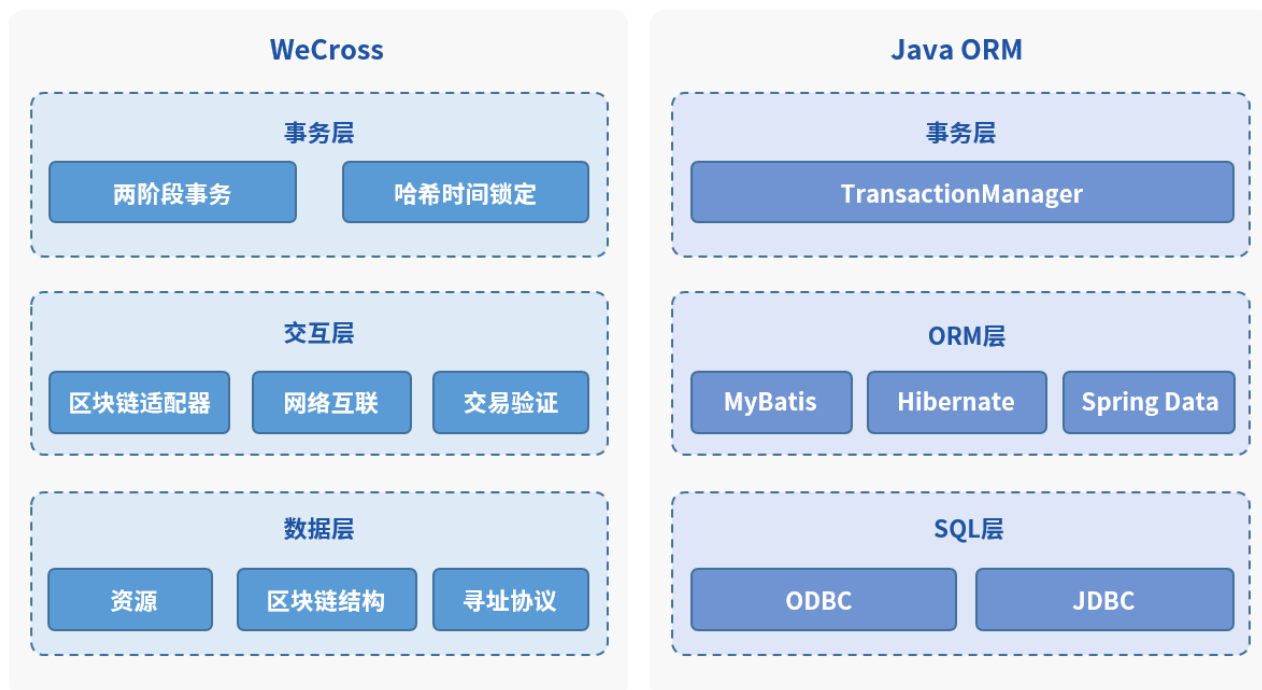 WeCross
事务层
两阶段事务
哈希时间锁定
交互层
区块链适配器
网络互联
交易验证
数据层
资源
区块链结构
寻址协议
Java ORM
事务层
TransactionManager
ORM层
MyBatis
Hibernate
Spring Data
SQL层
ODBC
JDBC